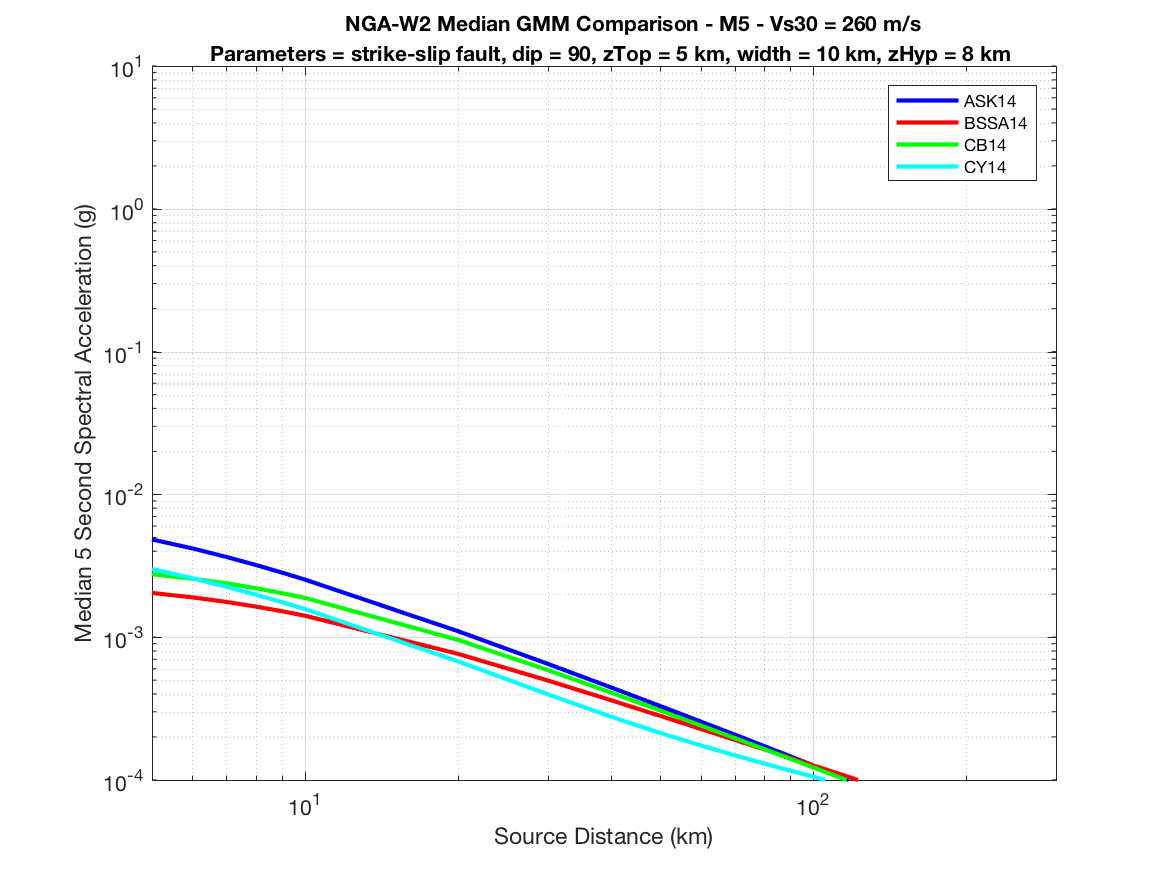 NGA-W2 Median GMM Comparison - M5 - Vs30 = 260 m/s
Parameters = strike-slip fault, dip = 90, zTop = 5 km, width = 10 km, zHyp = 8 km
10^1
ASK14
BSSA14
CB14
CY14
10^0
10^-1
10^-2
10^-3
10^-4
Median 5 Second Spectral Acceleration (g)
10^1
10^2
Source Distance (km)